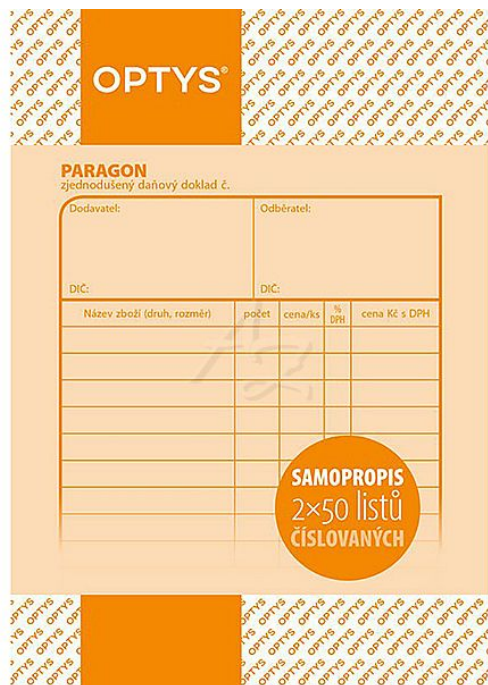 OPTYS®
PARAGON
zjednodušený daňový doklad č.
Dodavatel:
Odběratel:
DIČ:
DIČ:
Název zboží (druh, rozměr)
počet
cena/ks
%
DPH
cena Kč s DPH
SAMOPROPIS
2×50 listů
ČÍSLOVANÝCH